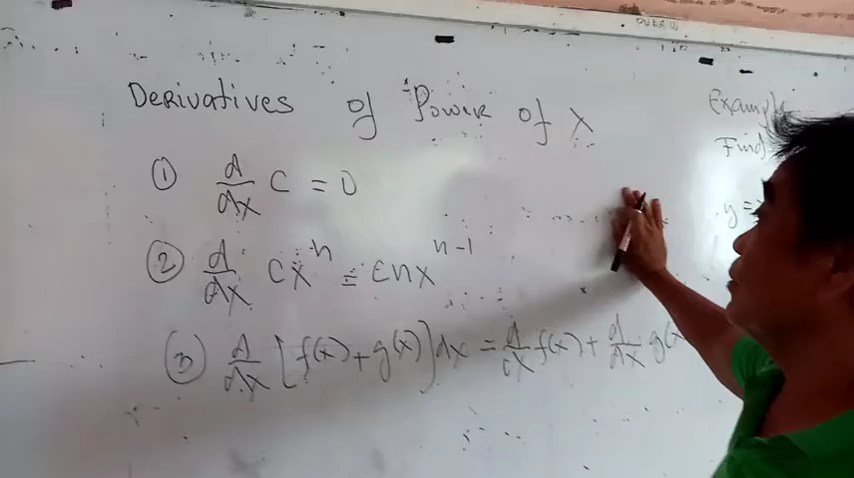 Derivatives of Power of x
① d/dx c = 0
② d/dx cx^n = cnx^(n-1)
③ d/dx [f(x) + g(x)] dx = d/dx f(x) + d/dx g(x
Example
Find
y =